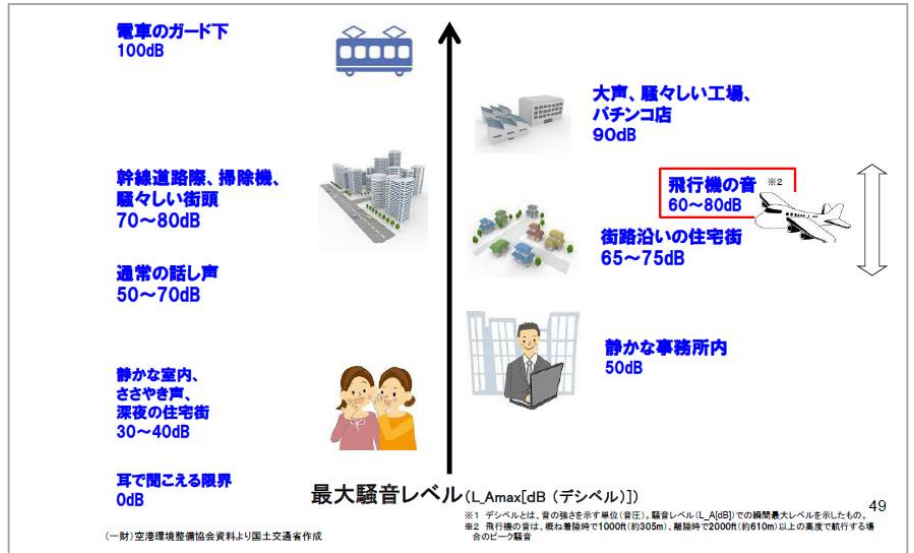 電車のガード下
100dB
大声、騒々しい工場、
パチンコ店
90dB
幹線道路際、掃除機、
騒々しい街頭
70～80dB
飛行機の音 ※2
60～80dB
街路沿いの住宅街
65～75dB
通常の話し声
50～70dB
静かな事務所内
50dB
静かな室内、
ささやき声、
深夜の住宅街
30～40dB
耳で聞こえる限界
0dB
最大騒音レベル(L_Amax[dB (デシベル)])
※1 デシベルとは、音の強さを示す単位(音圧)。騒音レベル(L_A[dB])での瞬間最大レベルを示したもの。
※2 飛行機の音は、概ね着陸時で1000ft(約305m)、離陸時で2000ft(約610m)以上の高度で航行する場
合のピーク騒音
(一財)空港環境整備協会資料より国土交通省作成
49